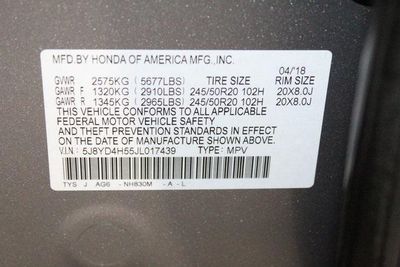 MFD.BY HONDA OF AMERICA MFG.,INC.
04/'18
GVWR 2575KG (5677LBS) TIRE SIZE RIM SIZE
GAWR F 1320KG (2910LBS) 245/50R20 102H 20X8.0J
GAWR R 1345KG (2965LBS) 245/50R20 102H 20X8.0J
THIS VEHICLE CONFORMS TO ALL APPLICABLE
FEDERAL MOTOR VEHICLE SAFETY
AND THEFT PREVENTION STANDARDS IN EFFECT
ON THE DATE OF MANUFACTURE SHOWN ABOVE.
V.I.N.: 5J8YD4H55JL017439 TYPE: MPV
TYS J AG6 - NH830M -A-L